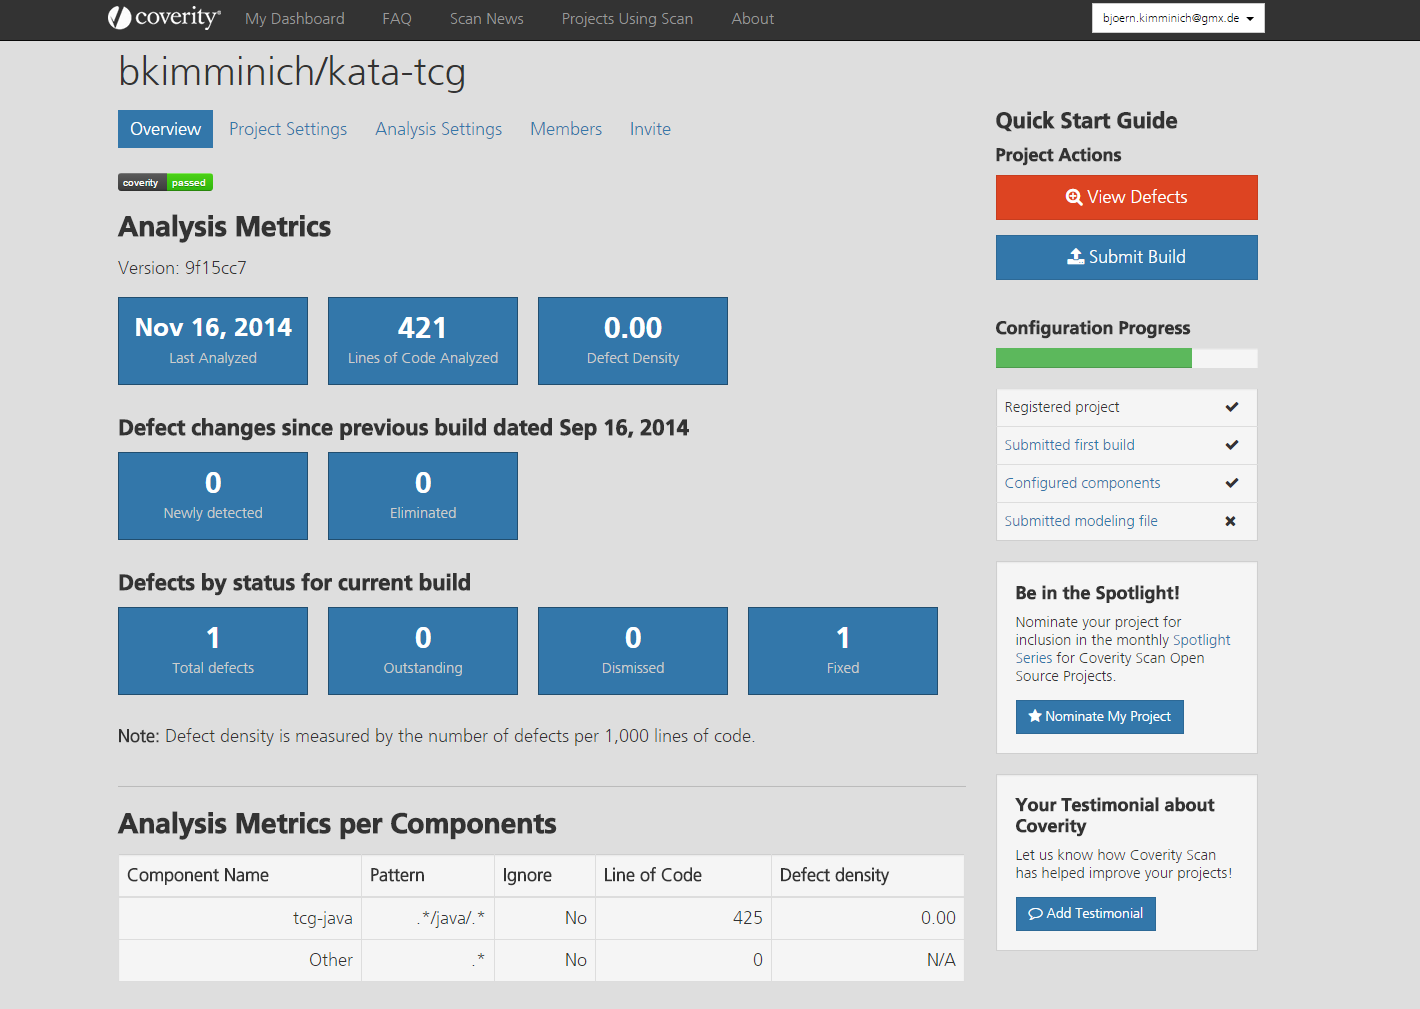 coverity®
My Dashboard FAQ Scan News Projects Using Scan About
bjoern.kimminich@gmx.de
bkimminich/kata-tcg
Overview Project Settings Analysis Settings Members Invite
coverity passed
Analysis Metrics
Version: 9f15cc7
Nov 16, 2014
Last Analyzed
421
Lines of Code Analyzed
0.00
Defect Density
Defect changes since previous build dated Sep 16, 2014
0
Newly detected
0
Eliminated
Defects by status for current build
1
Total defects
0
Outstanding
0
Dismissed
1
Fixed
Note: Defect density is measured by the number of defects per 1,000 lines of code.
Analysis Metrics per Components
Component Name Pattern Ignore Line of Code Defect density
tcg-java .*/java/.* No 425 0.00
Other .* No 0 N/A
Quick Start Guide
Project Actions
View Defects
Submit Build
Configuration Progress
Registered project
Submitted first build
Configured components
Submitted modeling file
Be in the Spotlight!
Nominate your project for
inclusion in the monthly Spotlight
Series for Coverity Scan Open
Source Projects.
Nominate My Project
Your Testimonial about
Coverity
Let us know how Coverity Scan
has helped improve your projects!
Add Testimonial